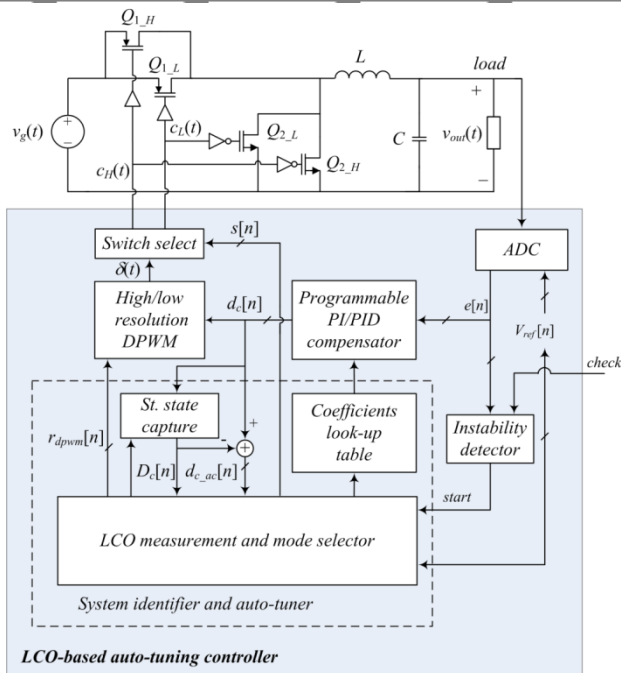 Q1_H
Q1_L
L
load
+
vg(t)
cL(t)
Q2_L
C
vout(t)
cH(t)
Q2_H
−
Switch select
s[n]
ADC
δ(t)
High/low
resolution
DPWM
dc[n]
Programmable
PI/PID
compensator
e[n]
Vref[n]
check
St. state
capture
+
-
+
Coefficients
look-up
table
Instability
detector
rdpwm[n]
Dc[n]
dc_ac[n]
start
LCO measurement and mode selector
System identifier and auto-tuner
LCO-based auto-tuning controller